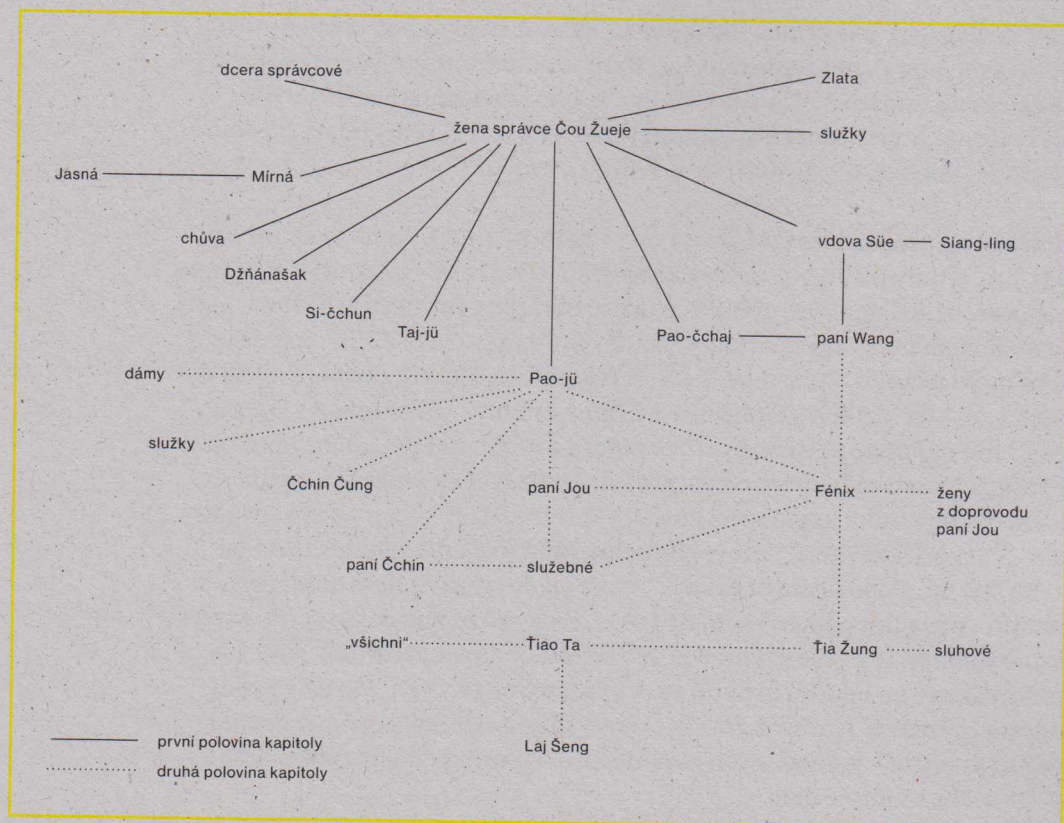 dcera správcové
Zlata
žena správce Čou Žueje
služky
Jasná
Mírná
chůva
vdova Süe
Siang-ling
Džňánašak
Si-čchun
Taj-jü
Pao-čchaj
paní Wang
dámy
Pao-jü
služky
Čchin Čung
paní Jou
Fénix
ženy
z doprovodu
paní Jou
paní Čchin
služebné
„všichni“
Ťiao Ta
Ťia Žung
sluhové
Laj Šeng
první polovina kapitoly
druhá polovina kapitoly